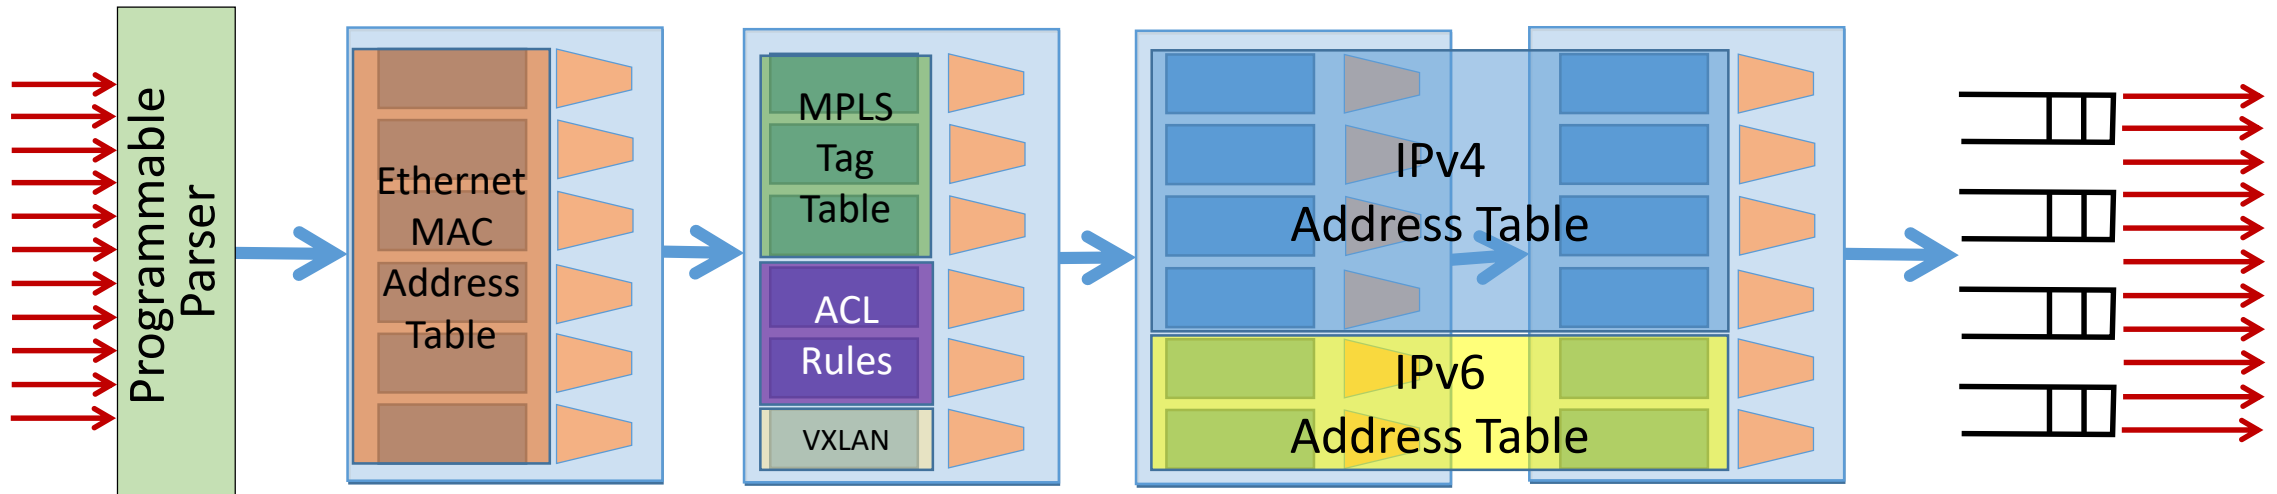 Programmable
Parser
Ethernet
MAC
Address
Table
MPLS
Tag
Table
ACL
Rules
VXLAN
IPv4
Address Table
IPv6
Address Table